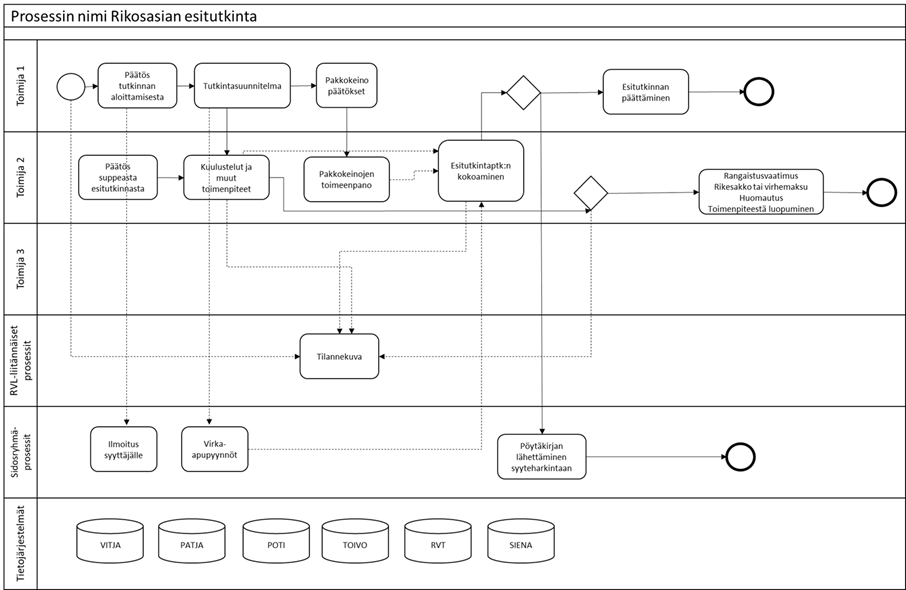 Prosessin nimi Rikosasian esitutkinta
Toimija 1
Päätös
tutkinnan
aloittamisesta
Tutkintasuunnitelma
Pakkokeino
päätökset
Esitutkinnan
päättäminen
Toimija 2
Päätös
suppeasta
esitutkinnasta
Kuulustelut ja
muut
toimenpiteet
Pakkokeinojen
toimeenpano
Esitutkintaptk:n
kokoaminen
Rangaistusvaatimus
Rikesakko tai virhemaksu
Huomautus
Toimenpiteestä luopuminen
Toimija 3
RVL-liitännäiset
prosessit
Tilannekuva
Sidosryhmä-
prosessit
Ilmoitus
syyttäjälle
Virka-
apupyynnöt
Pöytäkirjan
lähettäminen
syyteharkintaan
Tietojärjestelmät
VITJA
PATJA
POTI
TOIVO
RVT
SIENA